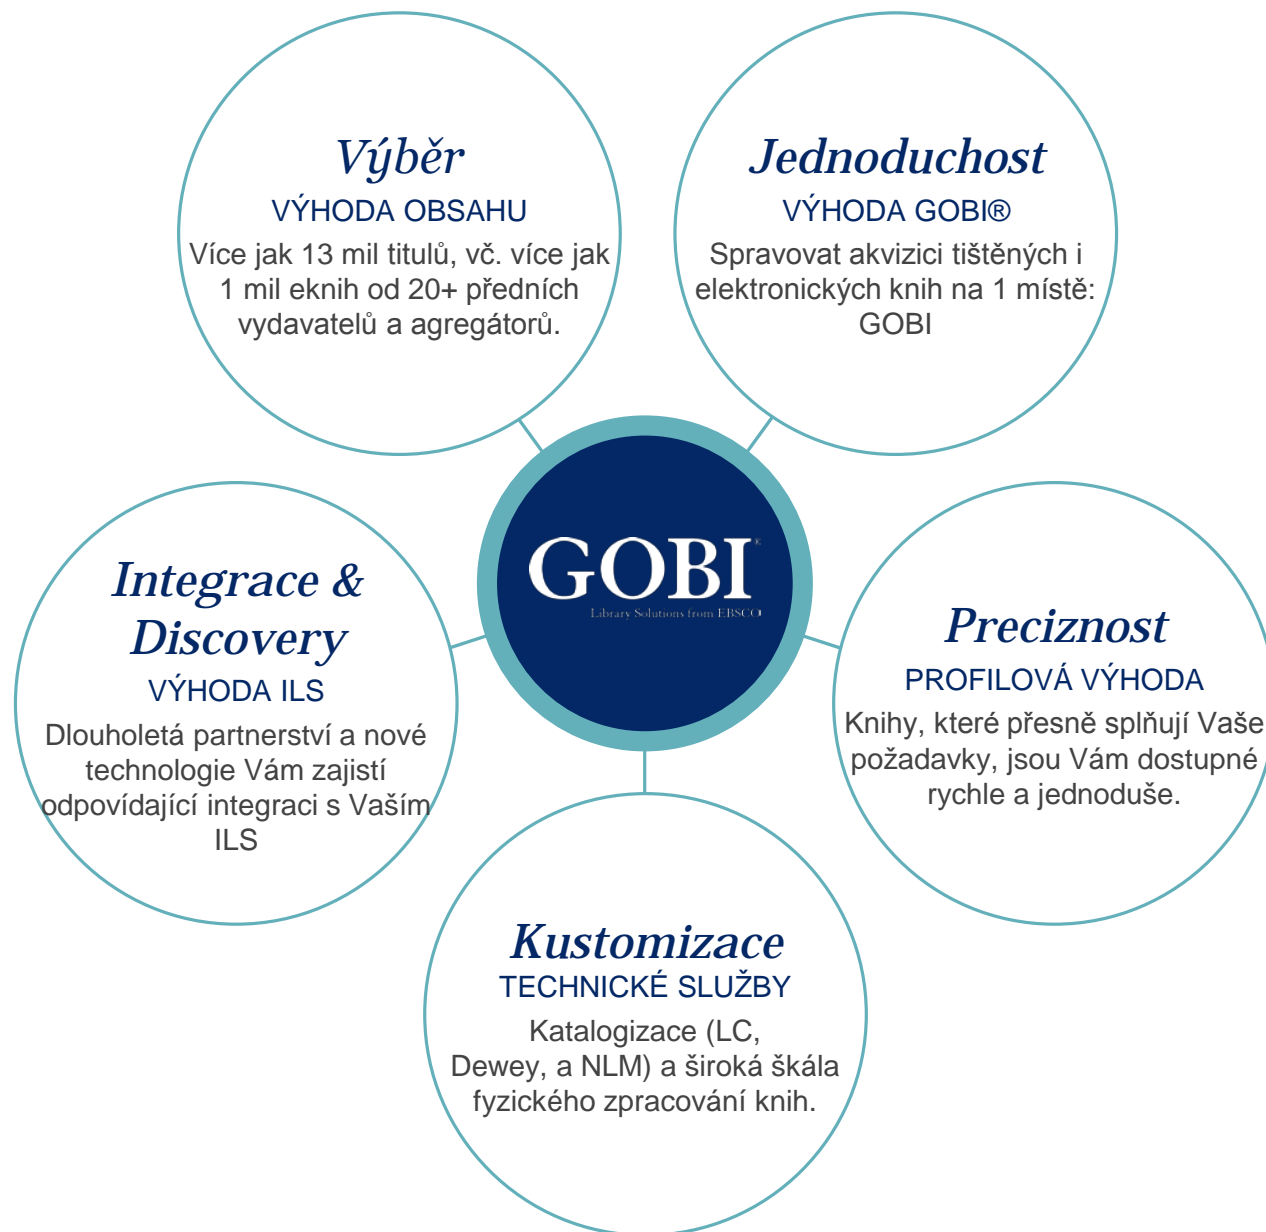 Výběr
VÝHODA OBSAHU
Více jak 13 mil titulů, vč. více jak
1 mil eknih od 20+ předních
vydavatelů a agregátorů.
Jednoduchost
VÝHODA GOBI®
Spravovat akvizici tištěných i
elektronických knih na 1 místě:
GOBI
GOBI®
Library Solutions from EBSCO
Integrace &
Discovery
VÝHODA ILS
Dlouholetá partnerství a nové
technologie Vám zajistí
odpovídající integraci s Vaším
ILS
Preciznost
PROFILOVÁ VÝHODA
Knihy, které přesně splňují Vaše
požadavky, jsou Vám dostupné
rychle a jednoduše.
Kustomizace
TECHNICKÉ SLUŽBY
Katalogizace (LC,
Dewey, a NLM) a široká škála
fyzického zpracování knih.